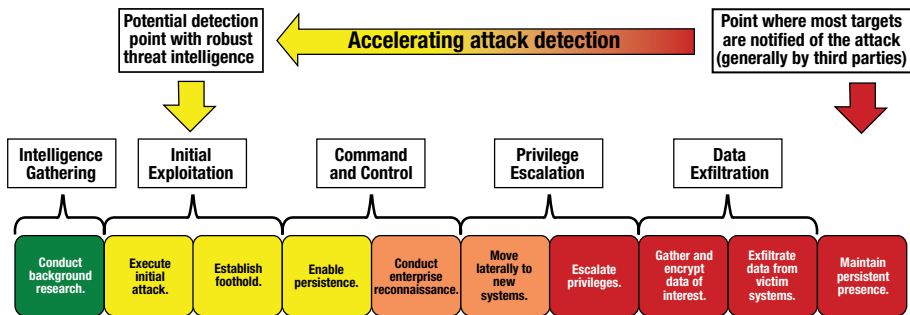 Potential detection
point with robust
threat intelligence
Accelerating attack detection
Point where most targets
are notified of the attack
(generally by third parties)
Intelligence
Gathering
Initial
Exploitation
Command
and Control
Privilege
Escalation
Data
Exfiltration
Conduct
background
research.
Execute
initial
attack.
Establish
foothold.
Enable
persistence.
Conduct
enterprise
reconnaissance.
Move
laterally to
new
systems.
Escalate
privileges.
Gather and
encrypt
data of
interest.
Exfiltrate
data from
victim
systems.
Maintain
persistent
presence.